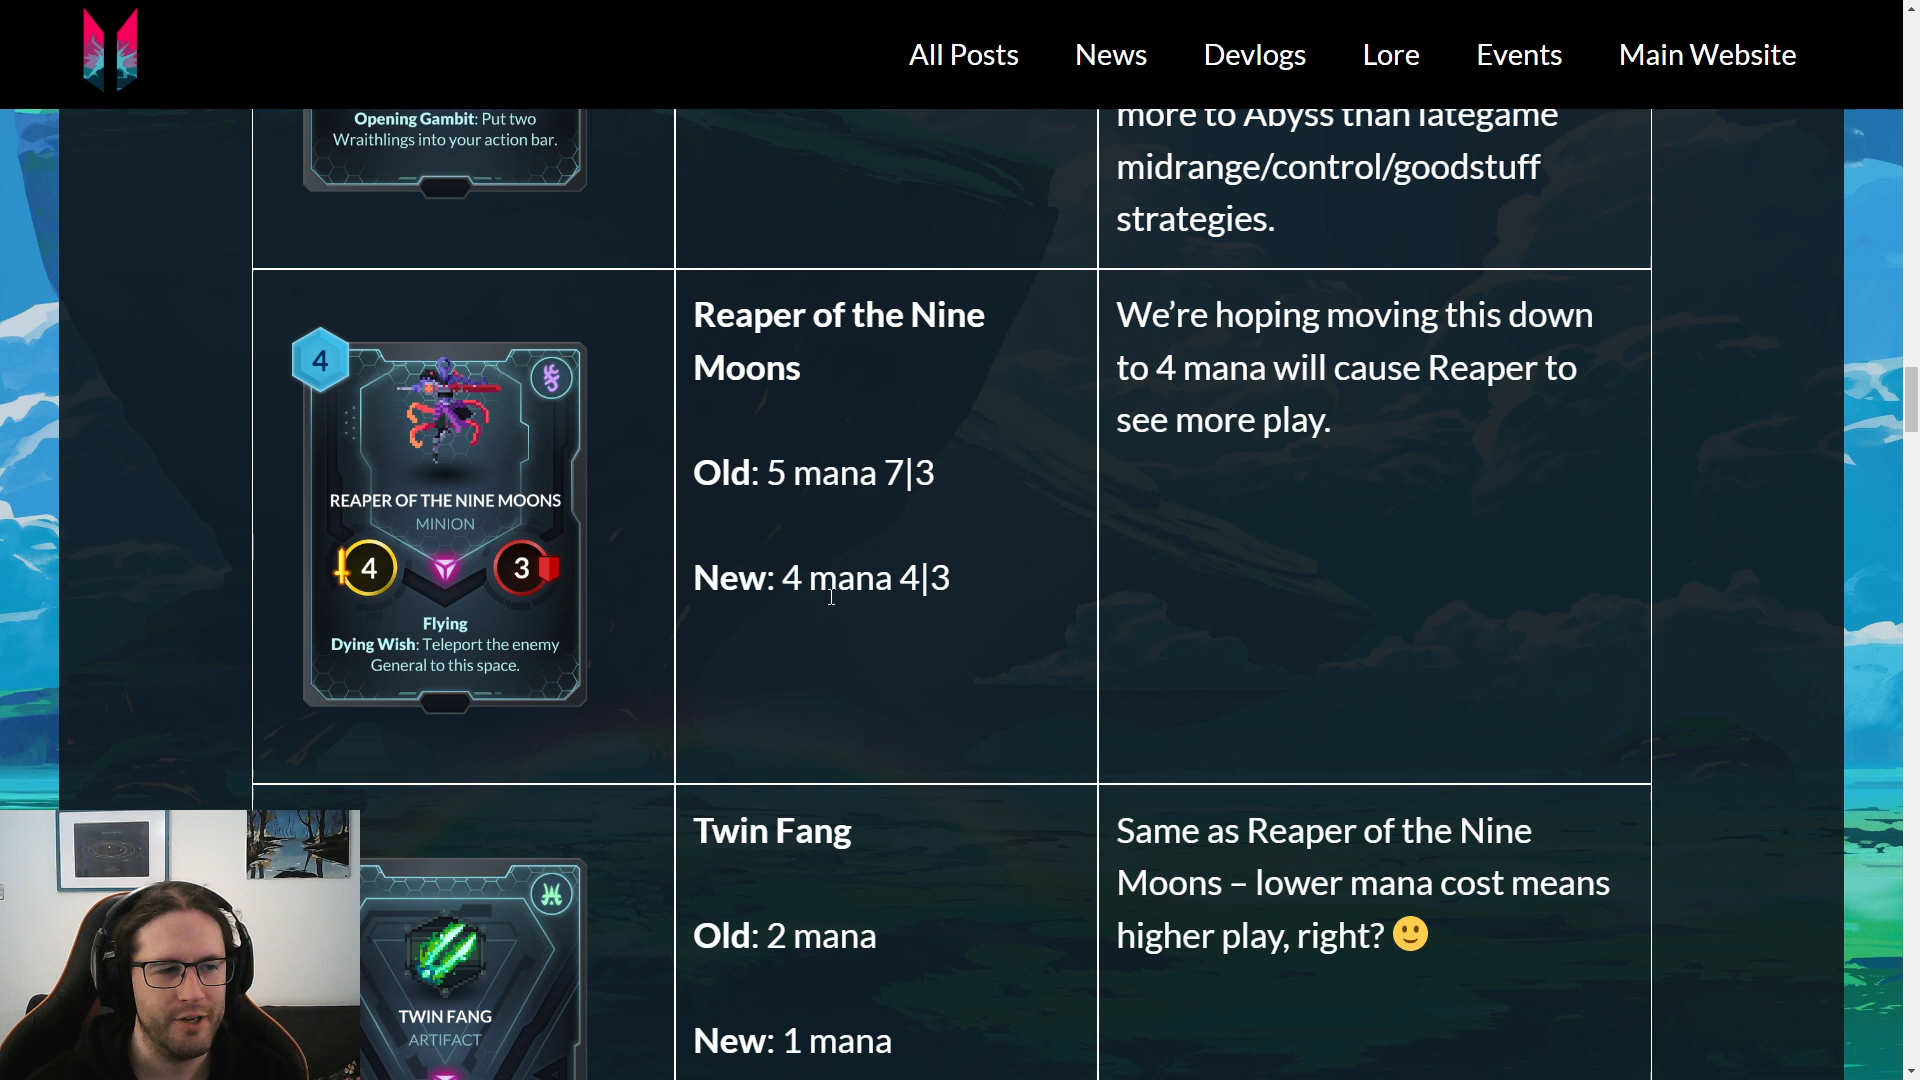 All Posts
News
Devlogs
Lore
Events
Main Website
Opening Gambit: Put two
Wraithlings into your action bar.
more to Abyss than lategame
midrange/control/goodstuff
strategies.
4
REAPER OF THE NINE MOONS
MINION
4
3
Flying
Dying Wish: Teleport the enemy
General to this space.
Reaper of the Nine
Moons
Old: 5 mana 7|3
New: 4 mana 4|3
We’re hoping moving this down
to 4 mana will cause Reaper to
see more play.
TWIN FANG
ARTIFACT
Twin Fang
Old: 2 mana
New: 1 mana
Same as Reaper of the Nine
Moons – lower mana cost means
higher play, right? 🙂